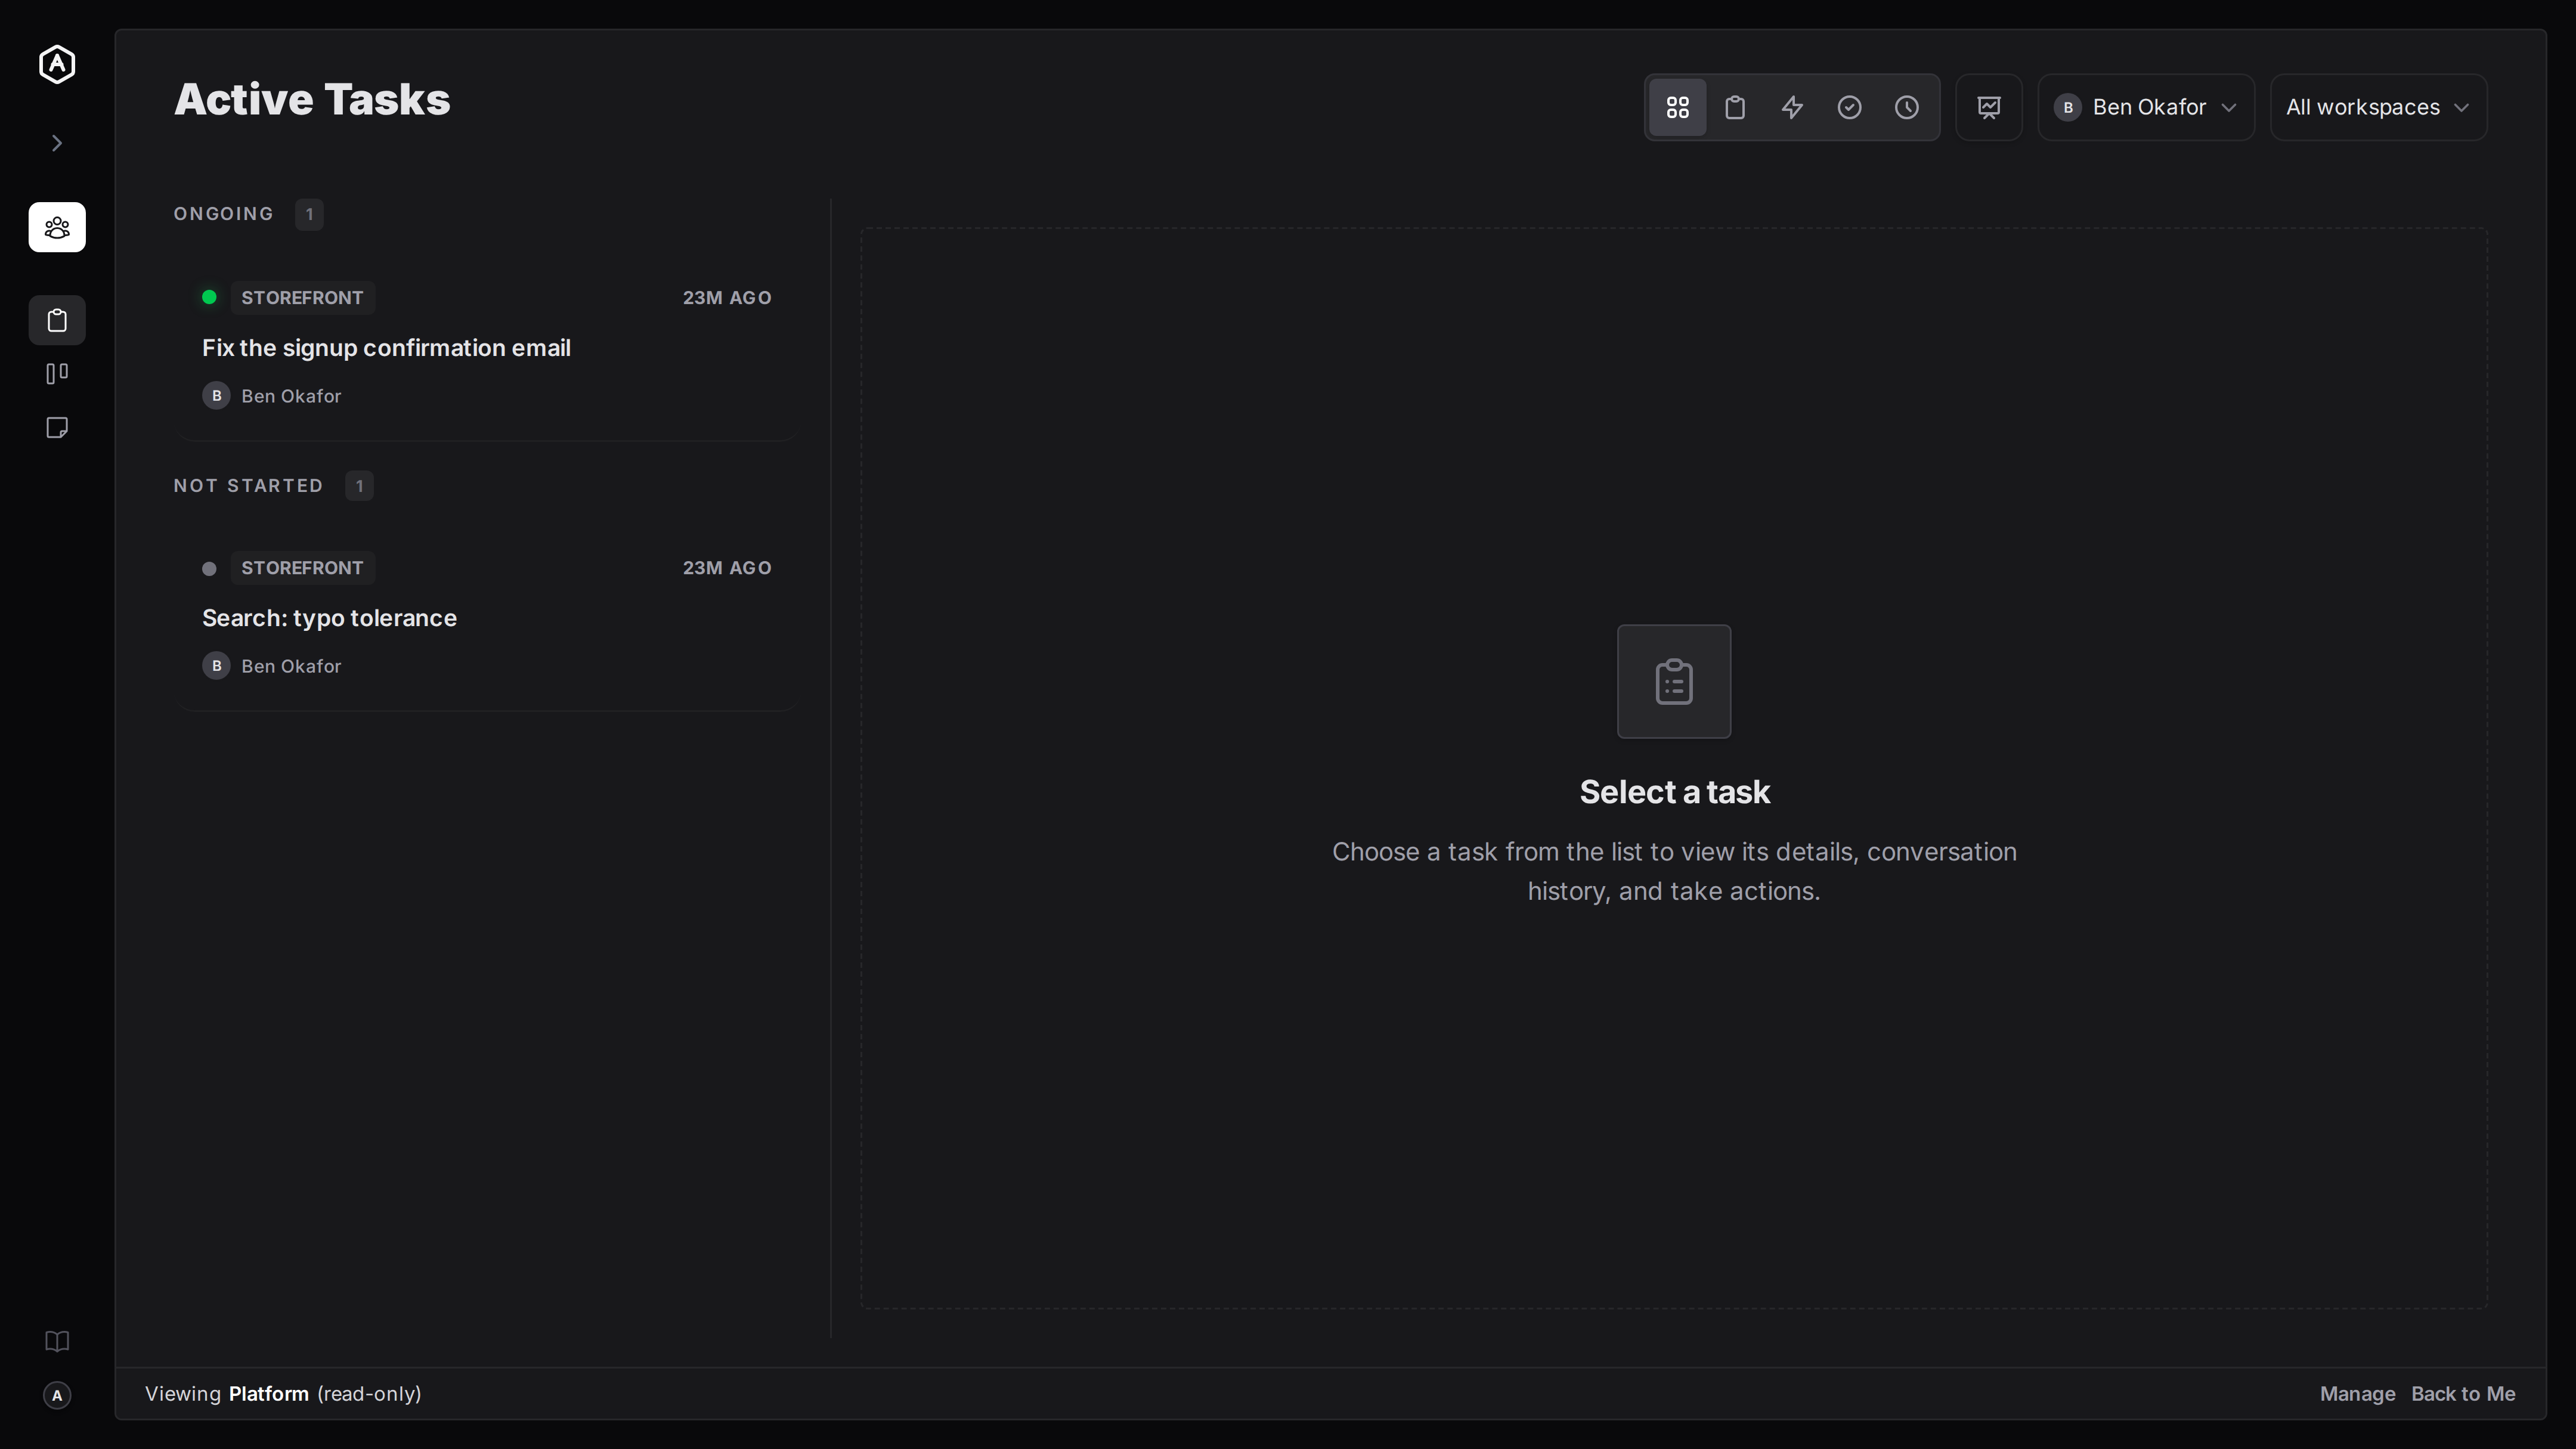 Active Tasks
B Ben Okafor
All workspaces
ONGOING 1
STOREFRONT 23M AGO
Fix the signup confirmation email
B Ben Okafor
NOT STARTED 1
STOREFRONT 23M AGO
Search: typo tolerance
B Ben Okafor
Select a task
Choose a task from the list to view its details, conversation
history, and take actions.
A
Viewing Platform (read-only)
Manage Back to Me